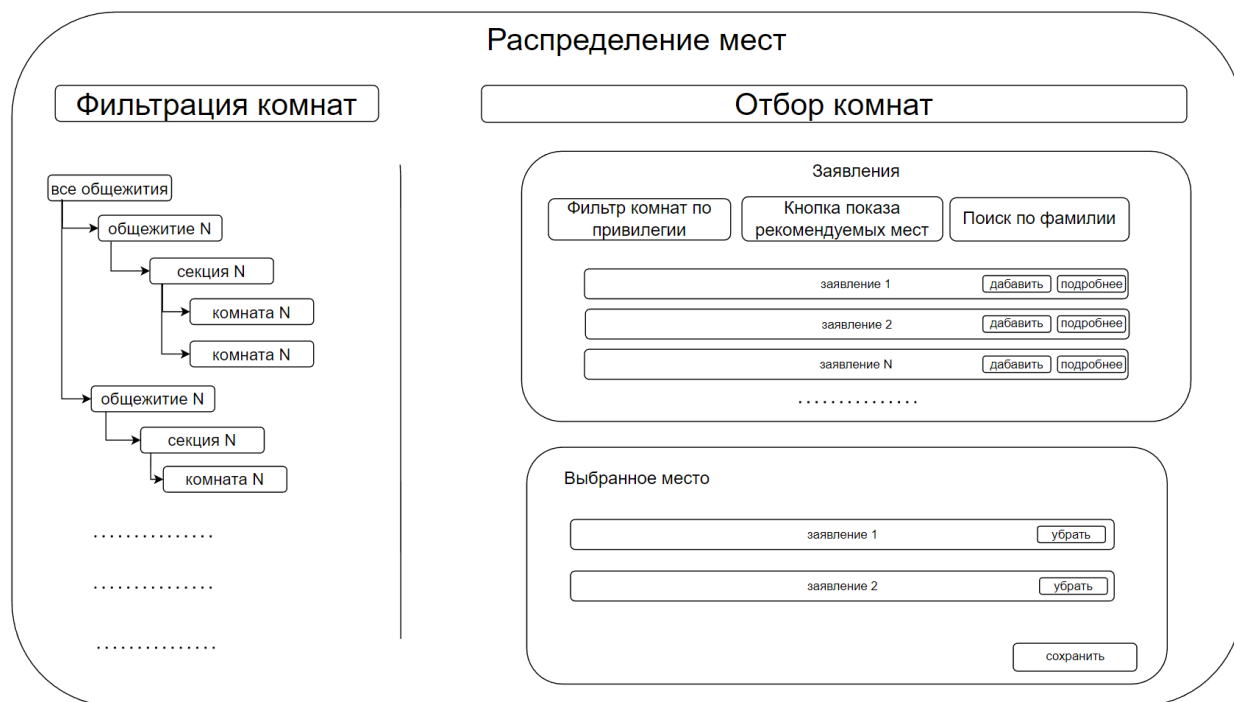 Распределение мест
Фильтрация комнат
все общежития
общежитие N
секция N
комната N
комната N
общежитие N
секция N
комната N
...............
...............
...............
Отбор комнат
Заявления
Фильтр комнат по
привилегии
Кнопка показа
рекомендуемых мест
Поиск по фамилии
заявление 1 дабавить подробнее
заявление 2 дабавить подробнее
заявление N дабавить подробнее
...............
Выбранное место
заявление 1 убрать
заявление 2 убрать
сохранить